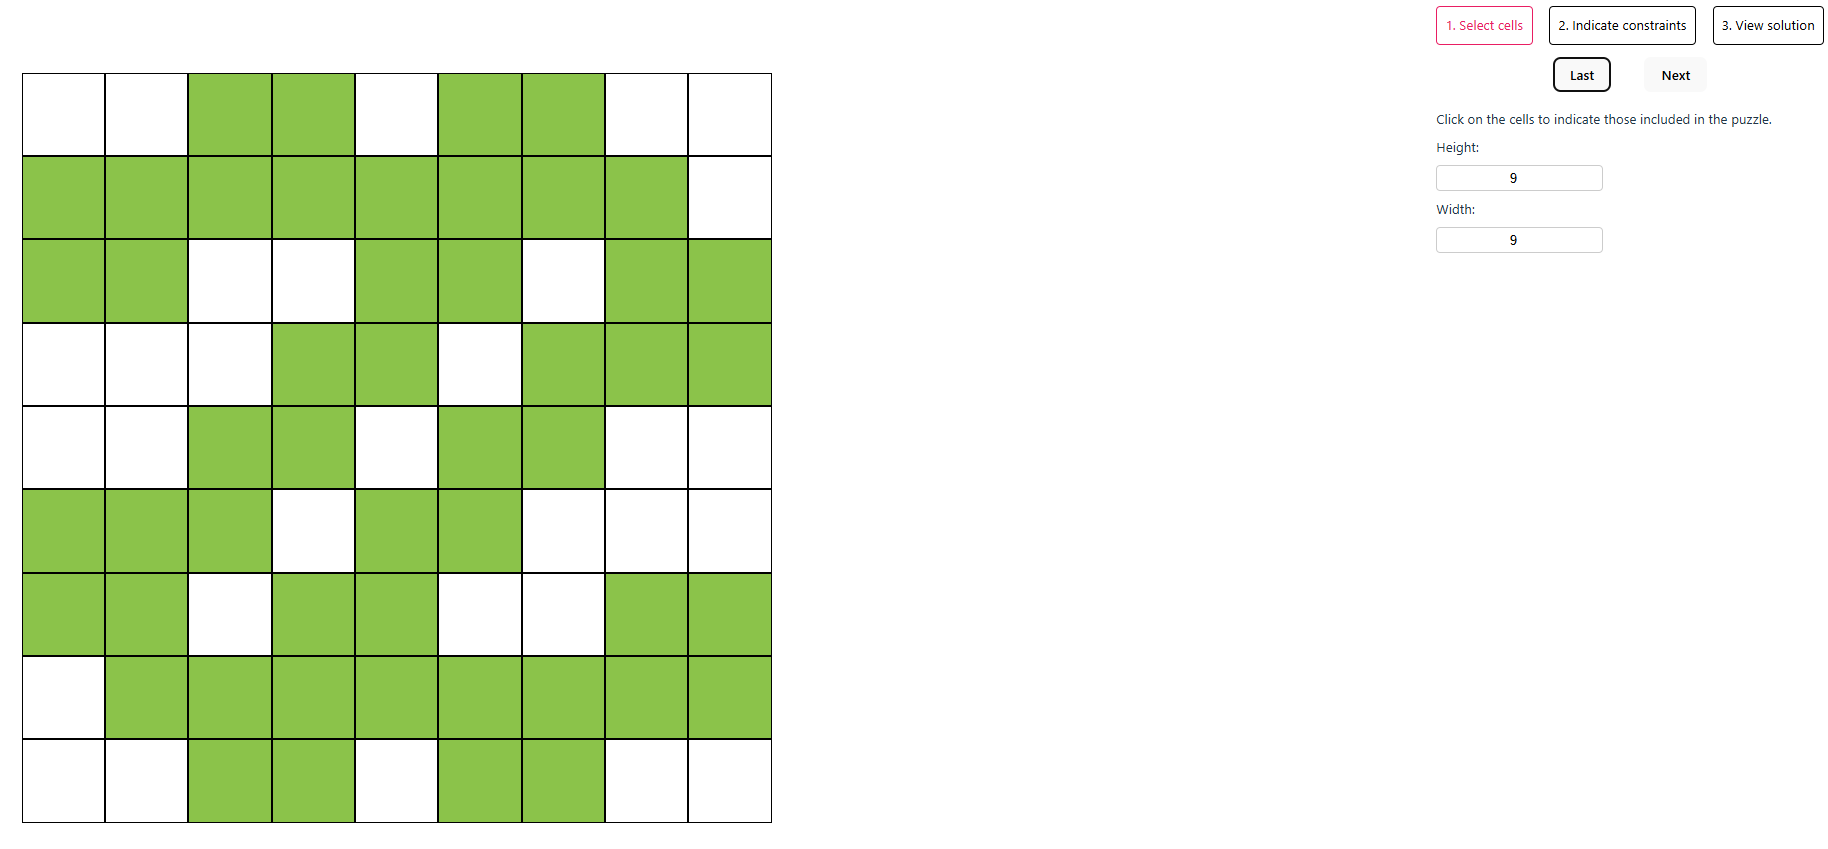 1. Select cells
2. Indicate constraints
3. View solution
Last
Next
Click on the cells to indicate those included in the puzzle.
Height:
9
Width:
9